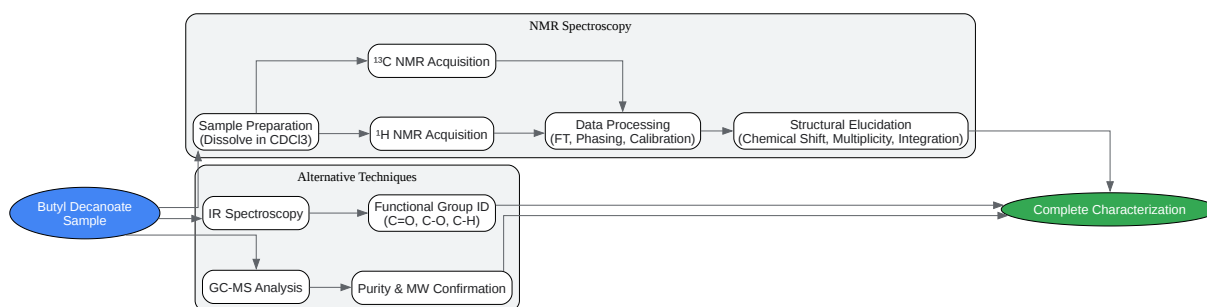 NMR Spectroscopy
¹³C NMR Acquisition
Sample Preparation
(Dissolve in CDCl3)
¹H NMR Acquisition
Data Processing
(FT, Phasing, Calibration)
Structural Elucidation
(Chemical Shift, Multiplicity, Integration)
Alternative Techniques
Butyl Decanoate
Sample
IR Spectroscopy
Functional Group ID
(C=O, C-O, C-H)
Complete Characterization
GC-MS Analysis
Purity & MW Confirmation